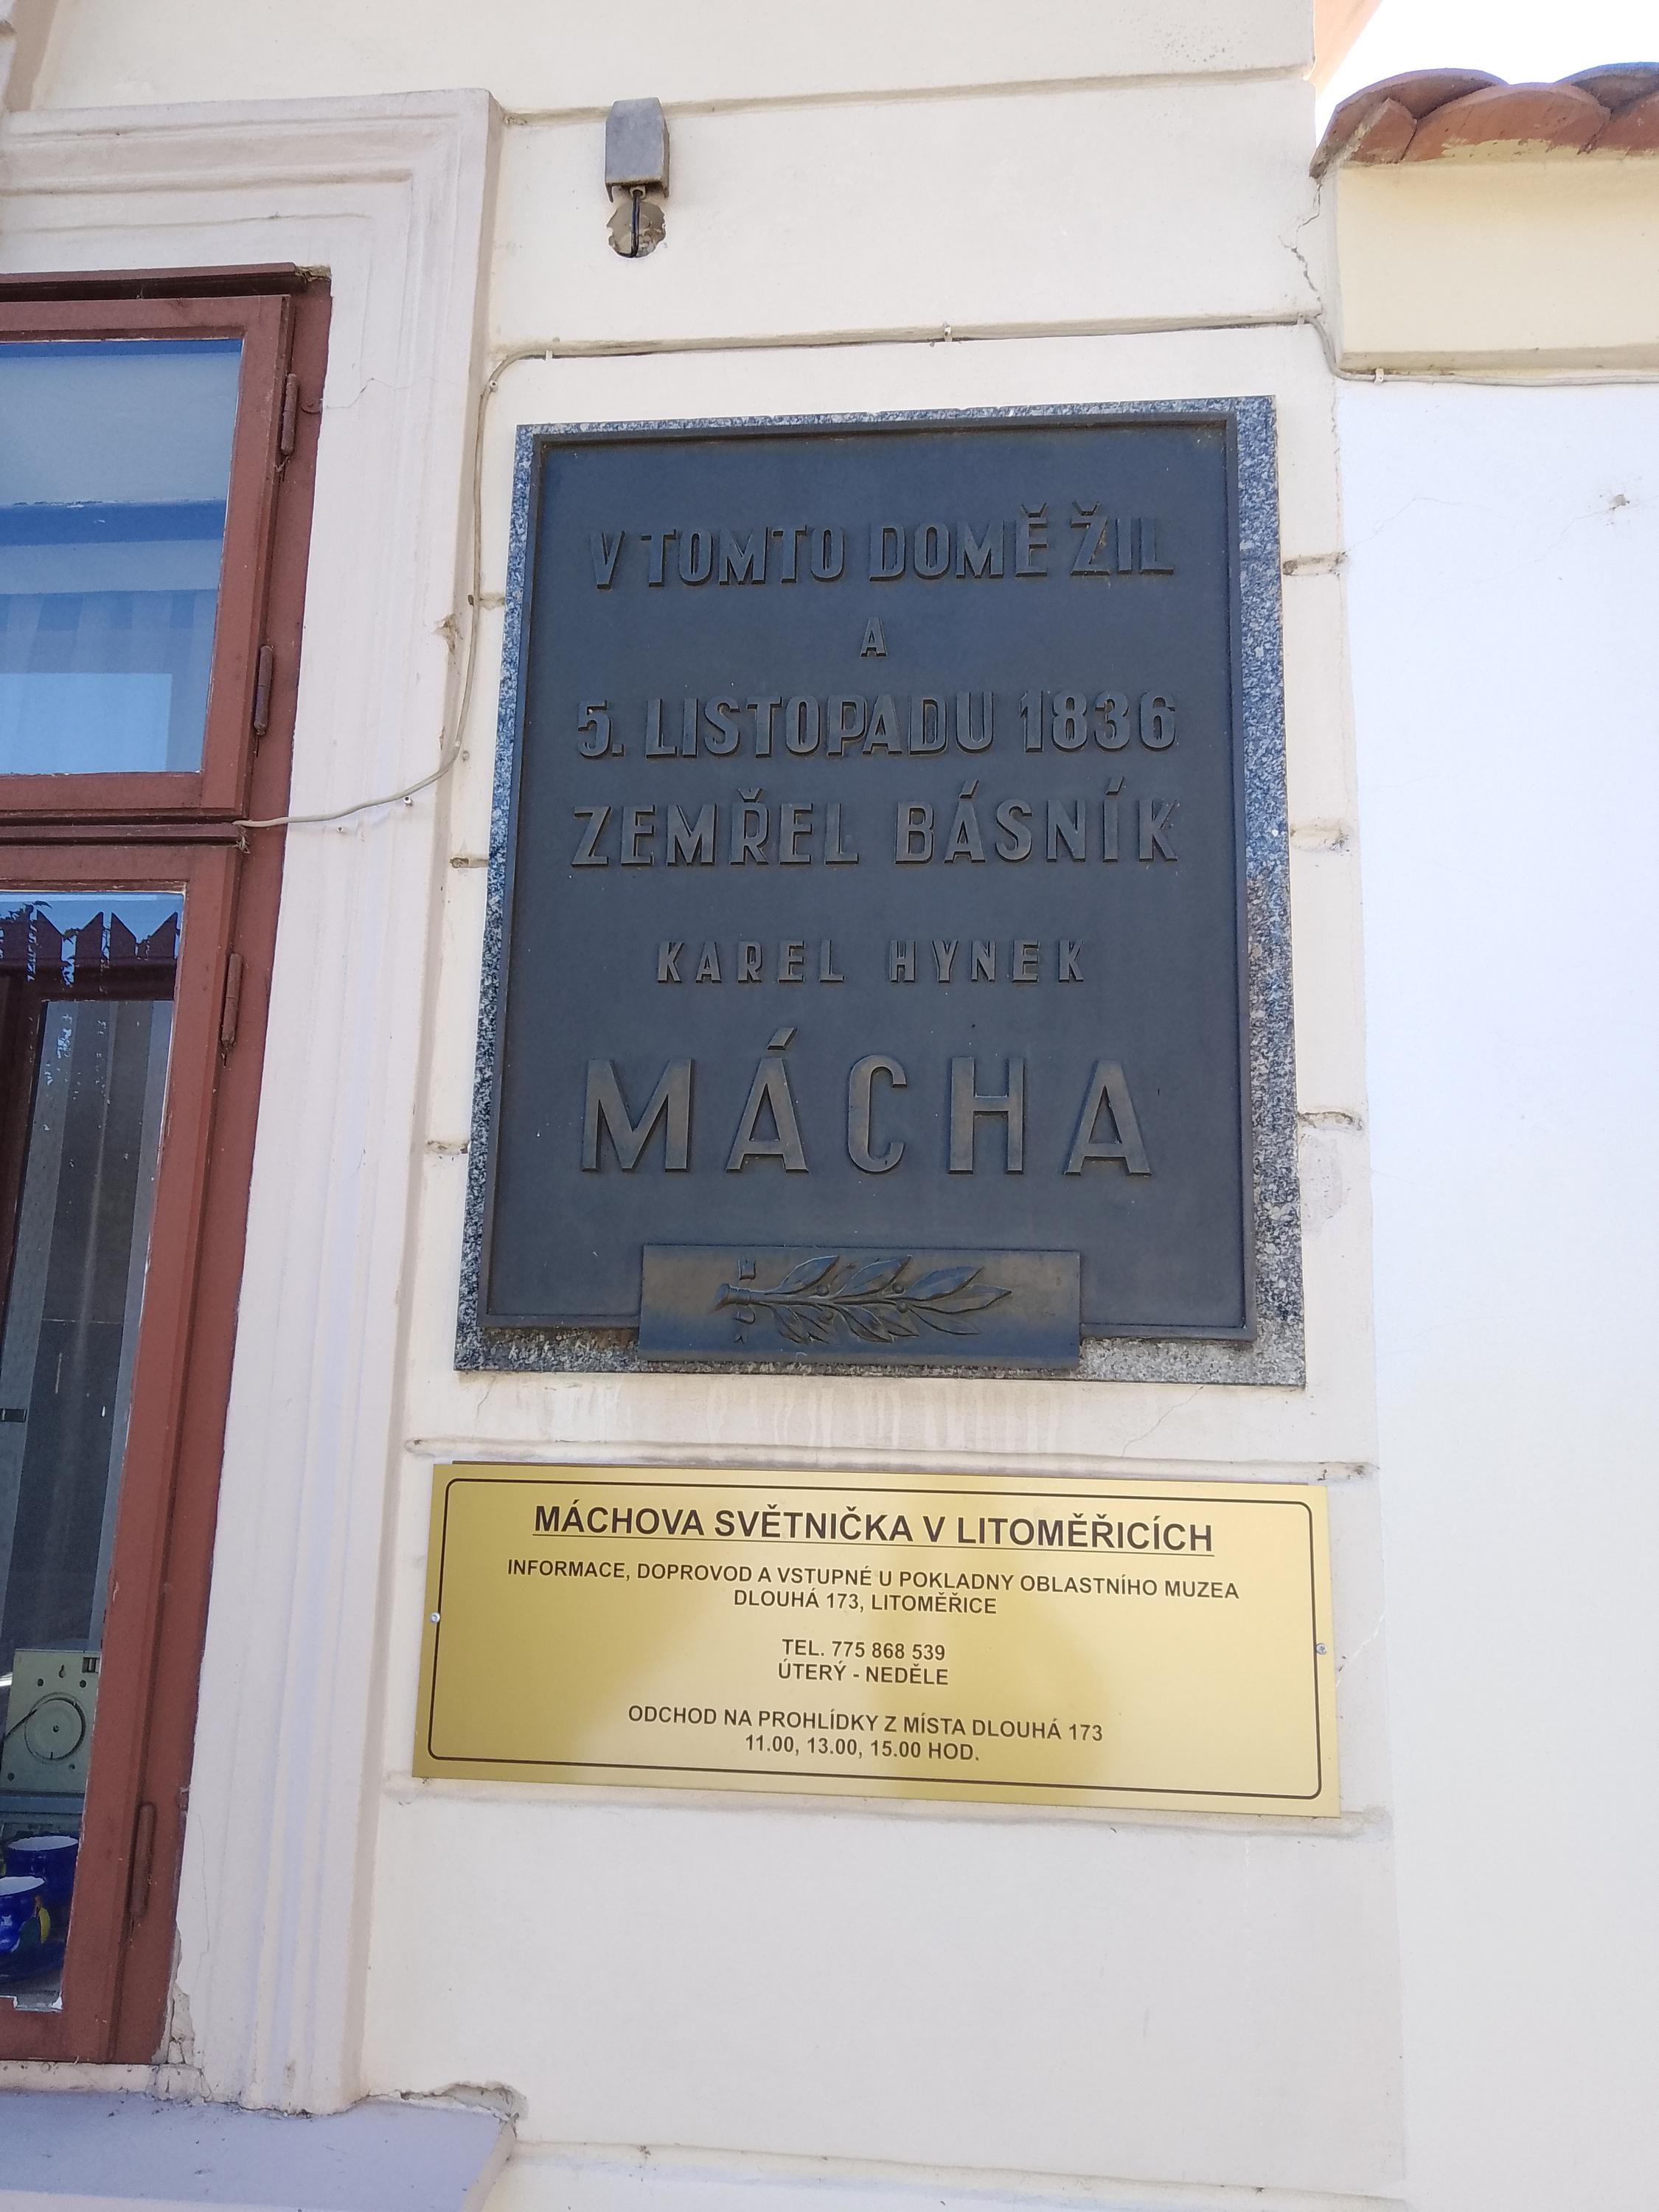 V TOMTO DOMĚ ŽIL
A
5. LISTOPADU 1836
ZEMŘEL BÁSNÍK
KAREL HYNEK
MÁCHA
MÁCHOVA SVĚTNIČKA V LITOMĚŘICÍCH
INFORMACE, DOPROVOD A VSTUPNÉ U POKLADNY OBLASTNÍHO MUZEA
DLOUHÁ 173, LITOMĚŘICE
TEL. 775 868 539
ÚTERÝ - NEDĚLE
ODCHOD NA PROHLÍDKY Z MÍSTA DLOUHÁ 173
11.00, 13.00, 15.00 HOD.